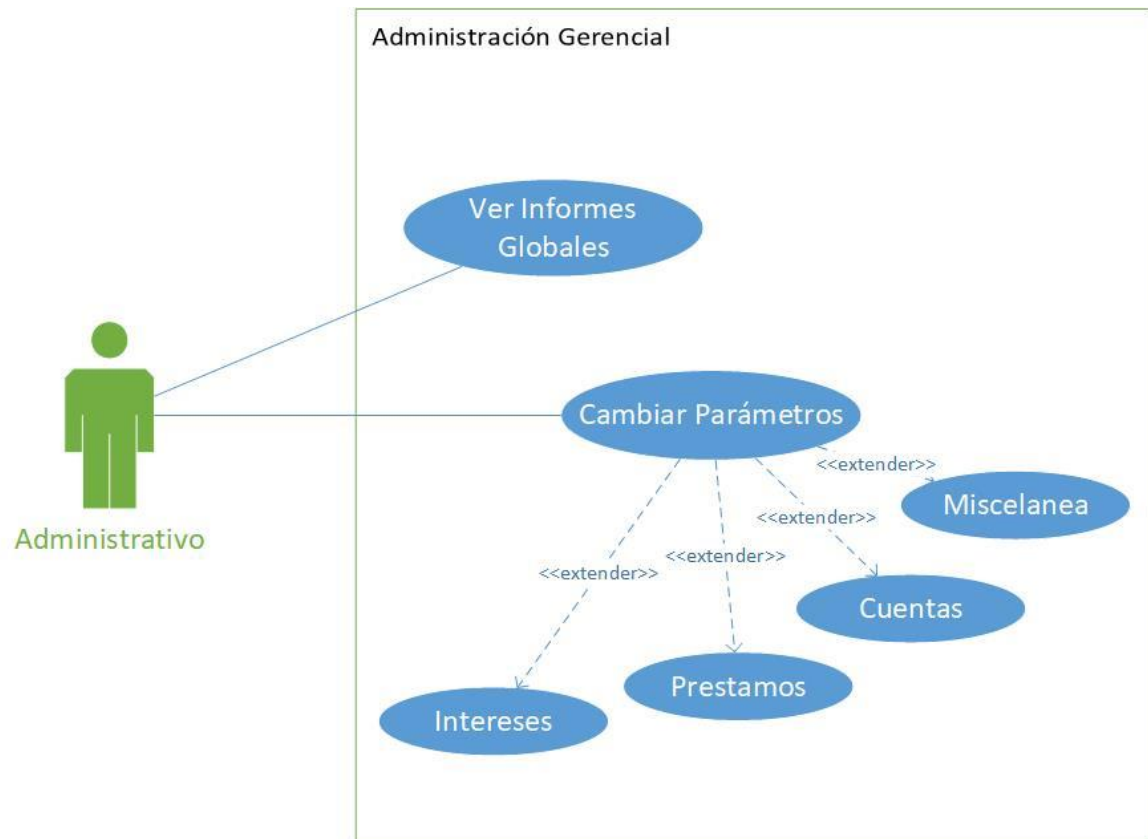 Administración Gerencial
Ver Informes
Globales
Cambiar Parámetros
<<extender>>
Miscelanea
<<extender>>
Administrativo
<<extender>>
<<extender>>
Cuentas
Prestamos
Intereses